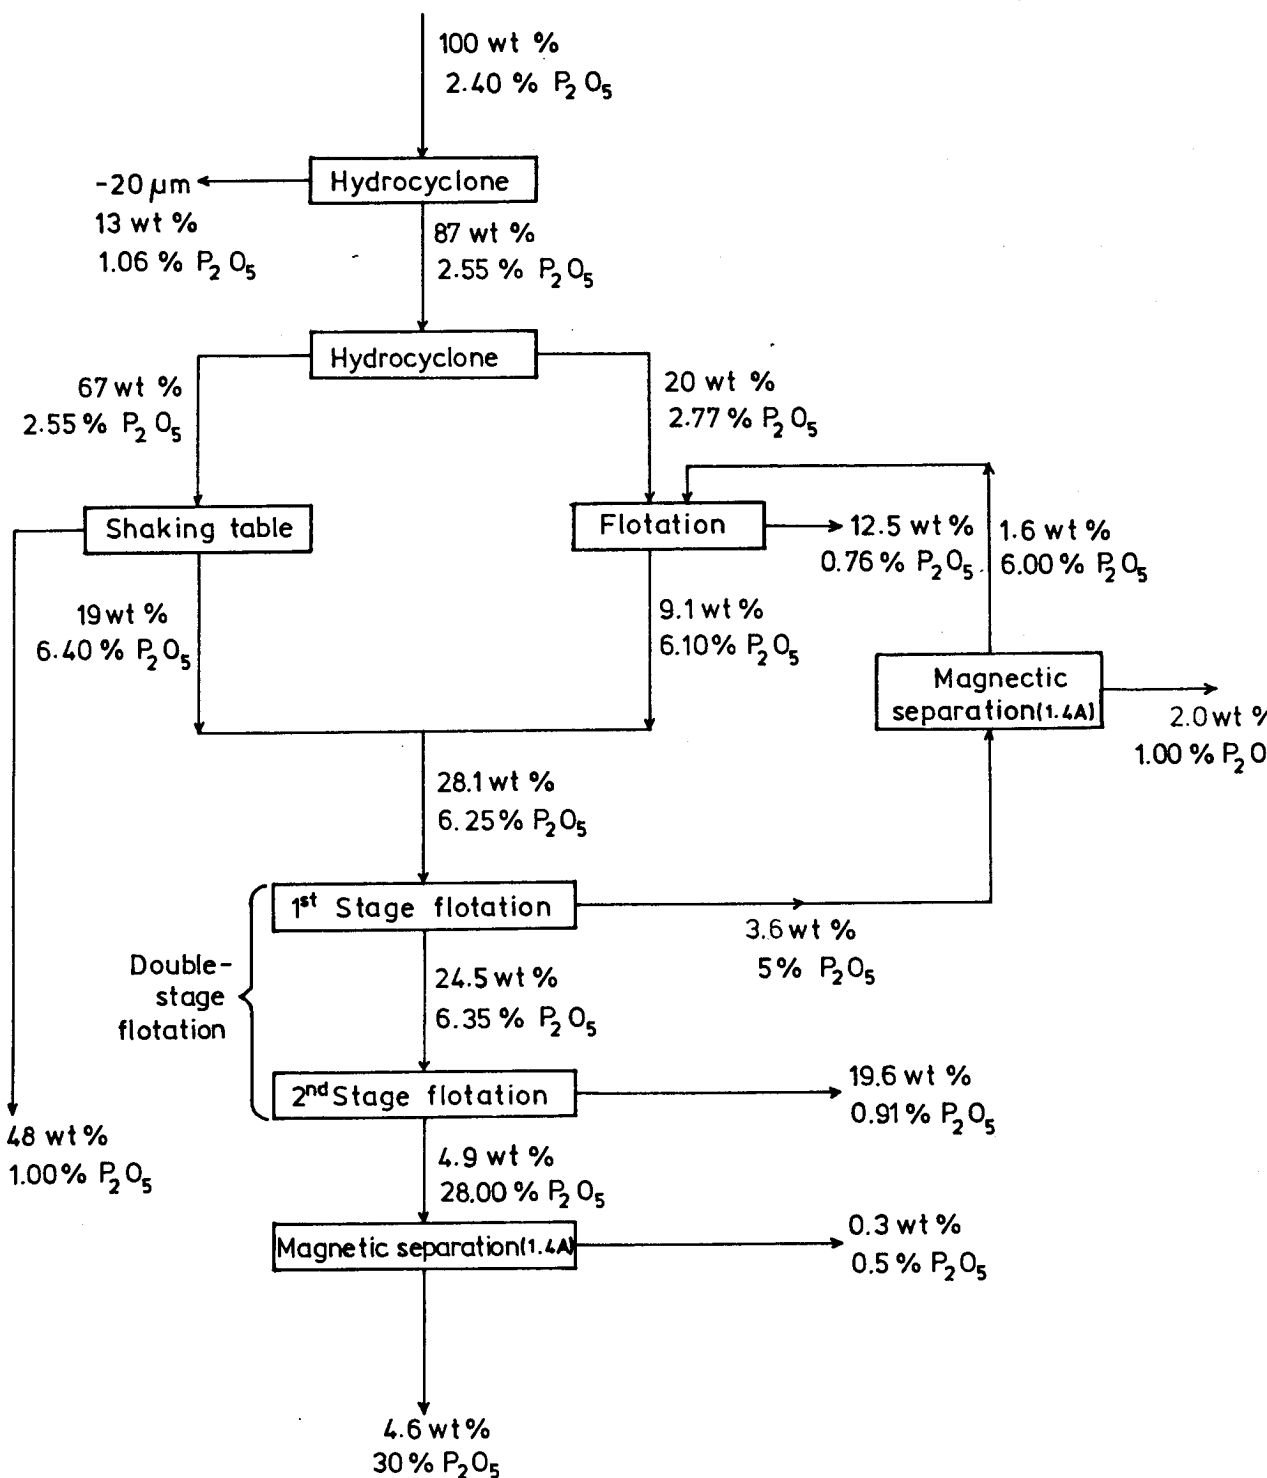 100 wt %
2.40 % P₂O₅
Hydrocyclone
-20 µm
13 wt %
1.06 % P₂O₅
87 wt %
2.55 % P₂O₅
Hydrocyclone
67 wt %
2.55 % P₂O₅
20 wt %
2.77 % P₂O₅
Shaking table
Flotation
12.5 wt %
0.76 % P₂O₅
1.6 wt %
6.00 % P₂O₅
19 wt %
6.40 % P₂O₅
9.1 wt %
6.10% P₂O₅
Magnectic
separation(1.4A)
2.0 wt %
1.00 % P₂O
28.1 wt %
6.25% P₂O₅
1st Stage flotation
3.6 wt %
5% P₂O₅
Double-
stage
flotation
24.5 wt %
6.35 % P₂O₅
2nd Stage flotation
19.6 wt %
0.91 % P₂O₅
48 wt %
1.00% P₂O₅
4.9 wt %
28.00 % P₂O₅
Magnetic separation(1.4A)
0.3 wt %
0.5 % P₂O₅
4.6 wt%
30% P₂O₅